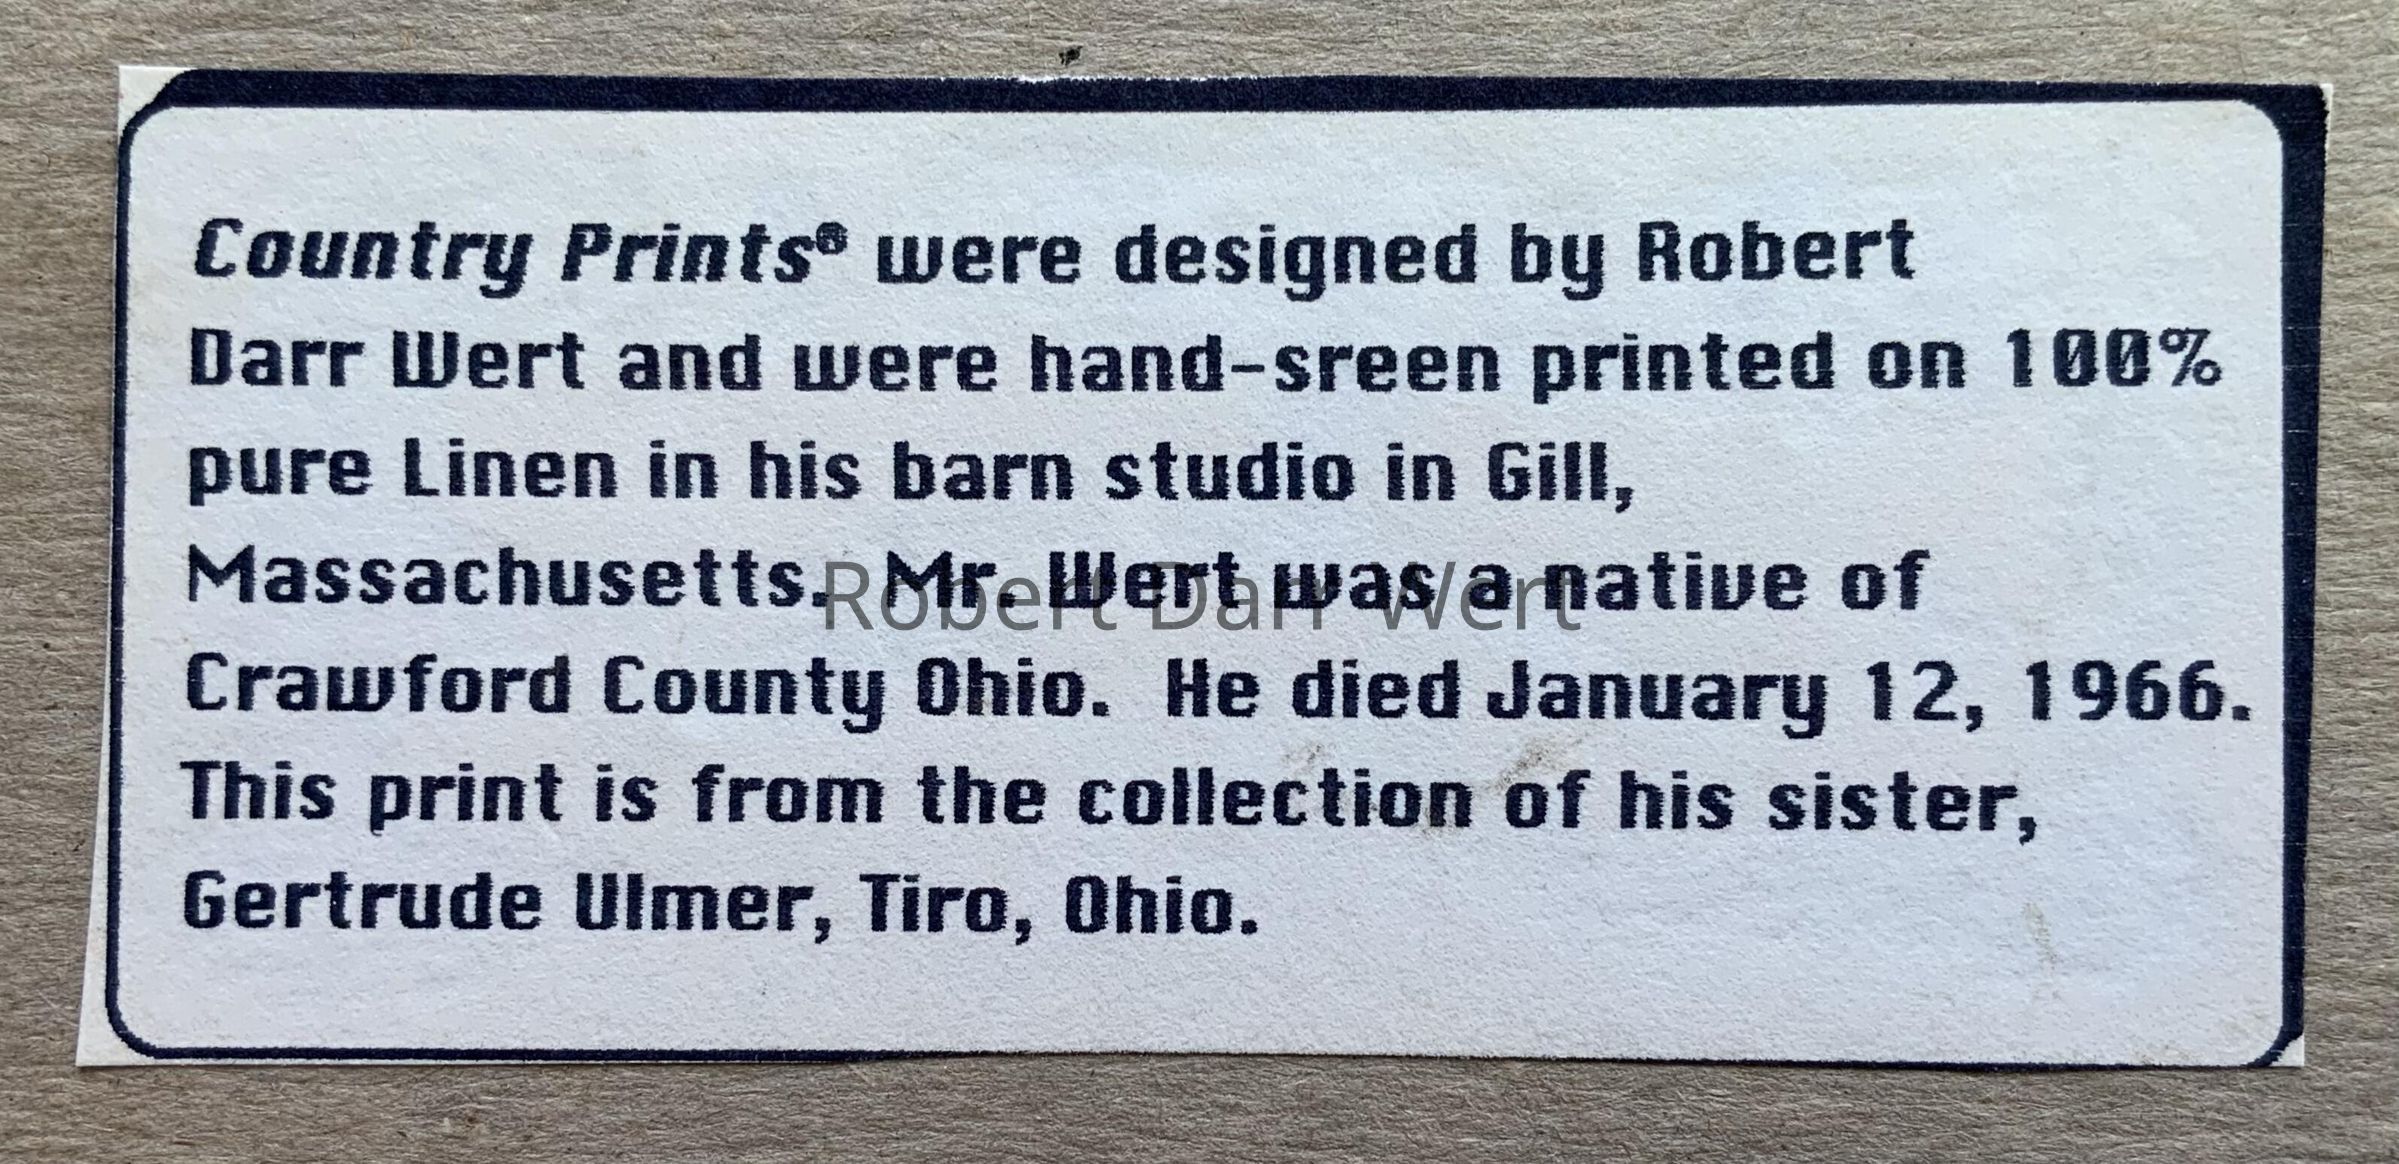 Country Prints® were designed by Robert
Darr Wert and were hand-sreen printed on 100%
pure Linen in his barn studio in Gill,
Massachusetts. Mr. Wert was a native of
Robert Darr Wert
Crawford County Ohio. He died January 12, 1966.
This print is from the collection of his sister,
Gertrude Ulmer, Tiro, Ohio.